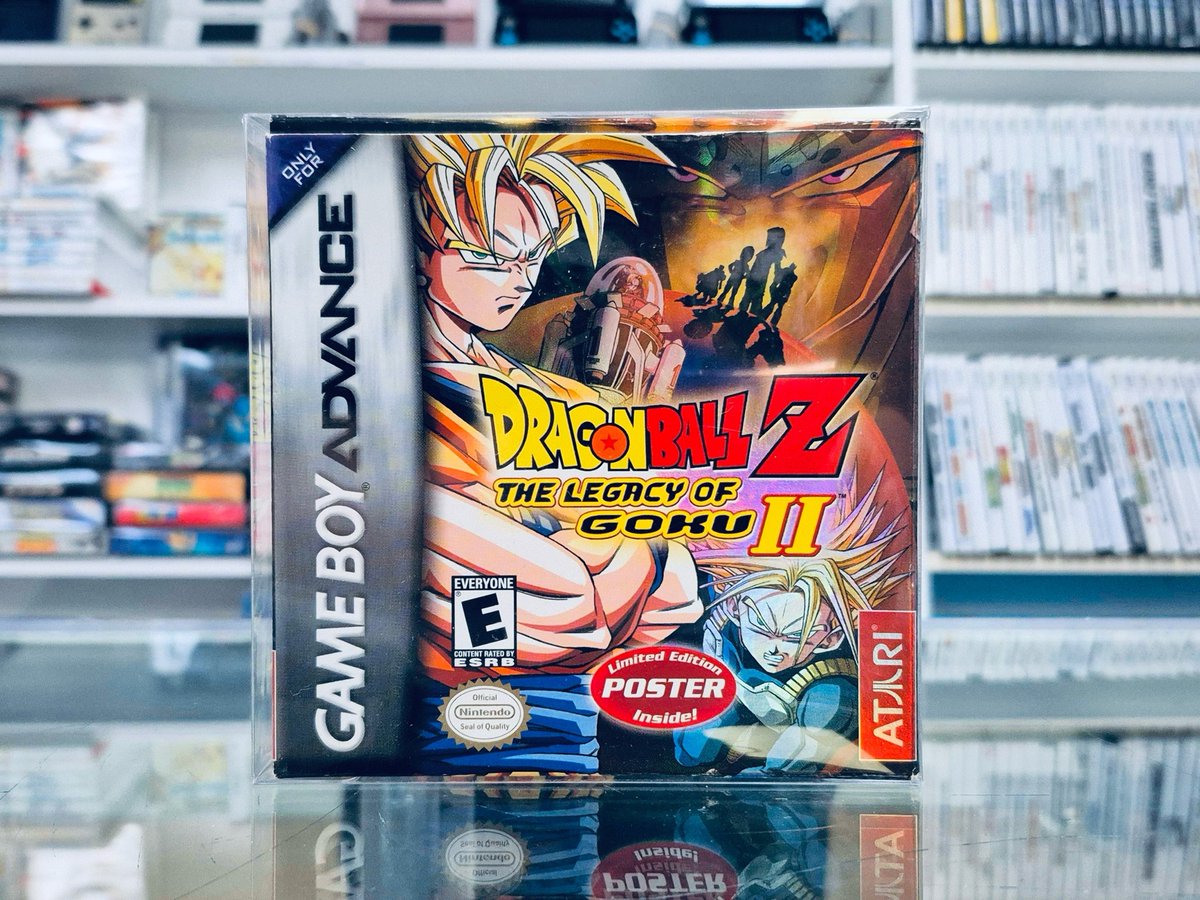 ONLY
FOR
GAME BOY ADVANCE
DRAGON BALL Z®
THE LEGACY OF
GOKU II™
EVERYONE
E®
CONTENT RATED BY
ESRB
Official
Nintendo
Seal of Quality
Limited Edition
POSTER
Inside!
ATARI®